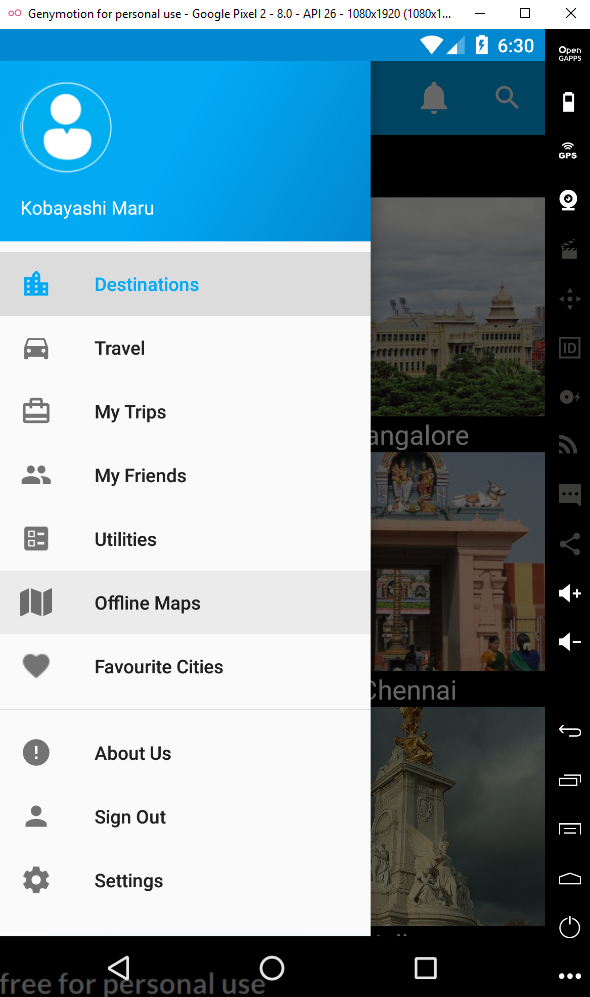 Genymotion for personal use - Google Pixel 2 - 8.0 - API 26 - 1080x1920 (1080x1...
6:30
Open
GAPPS
GPS
Kobayashi Maru
Destinations
ID
Travel
My Trips
angalore
My Friends
Utilities
Offline Maps
Favourite Cities
Chennai
About Us
Sign Out
Settings
free for personal use